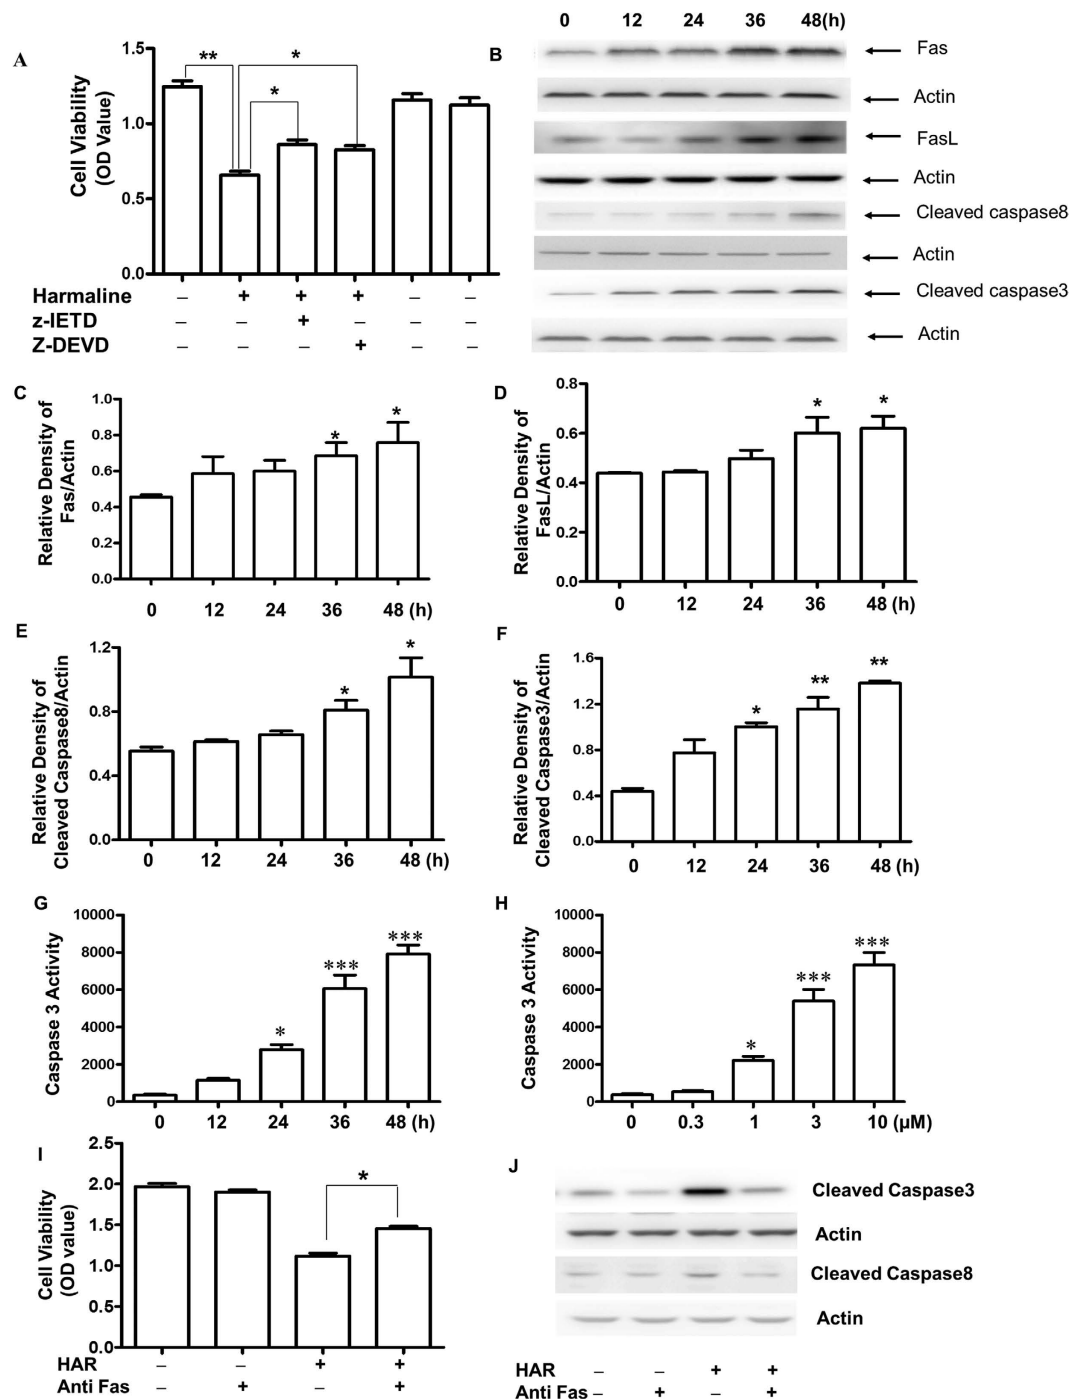 A
Cell Viability
(OD Value)
1.5
1.0
0.5
0.0
** * *
Harmaline – + + + – –
z-IETD – – + – – –
Z-DEVD – – – + – –
B
0 12 24 36 48(h)
Fas
Actin
FasL
Actin
Cleaved caspase8
Actin
Cleaved caspase3
Actin
C
Relative Density of
Fas/Actin
1.0
0.8
0.6
0.4
0.2
0.0
* *
0 12 24 36 48 (h)
D
Relative Density of
FasL/Actin
0.8
0.6
0.4
0.2
0.0
* *
0 12 24 36 48 (h)
E
Relative Density of
Cleaved Caspase8/Actin
1.2
0.8
0.4
0.0
* *
0 12 24 36 48 (h)
F
Relative Density of
Cleaved Caspase3/Actin
1.6
1.2
0.8
0.4
0.0
* ** **
0 12 24 36 48 (h)
G
Caspase 3 Activity
10000
8000
6000
4000
2000
0
* *** ***
0 12 24 36 48 (h)
H
Caspase 3 Activity
10000
8000
6000
4000
2000
0
* *** ***
0 0.3 1 3 10 (µM)
I
Cell Viability
(OD value)
2.5
2.0
1.5
1.0
0.5
0.0
*
HAR – – + +
Anti Fas – + – +
J
Cleaved Caspase3
Actin
Cleaved Caspase8
Actin
HAR – – + +
Anti Fas – + – +